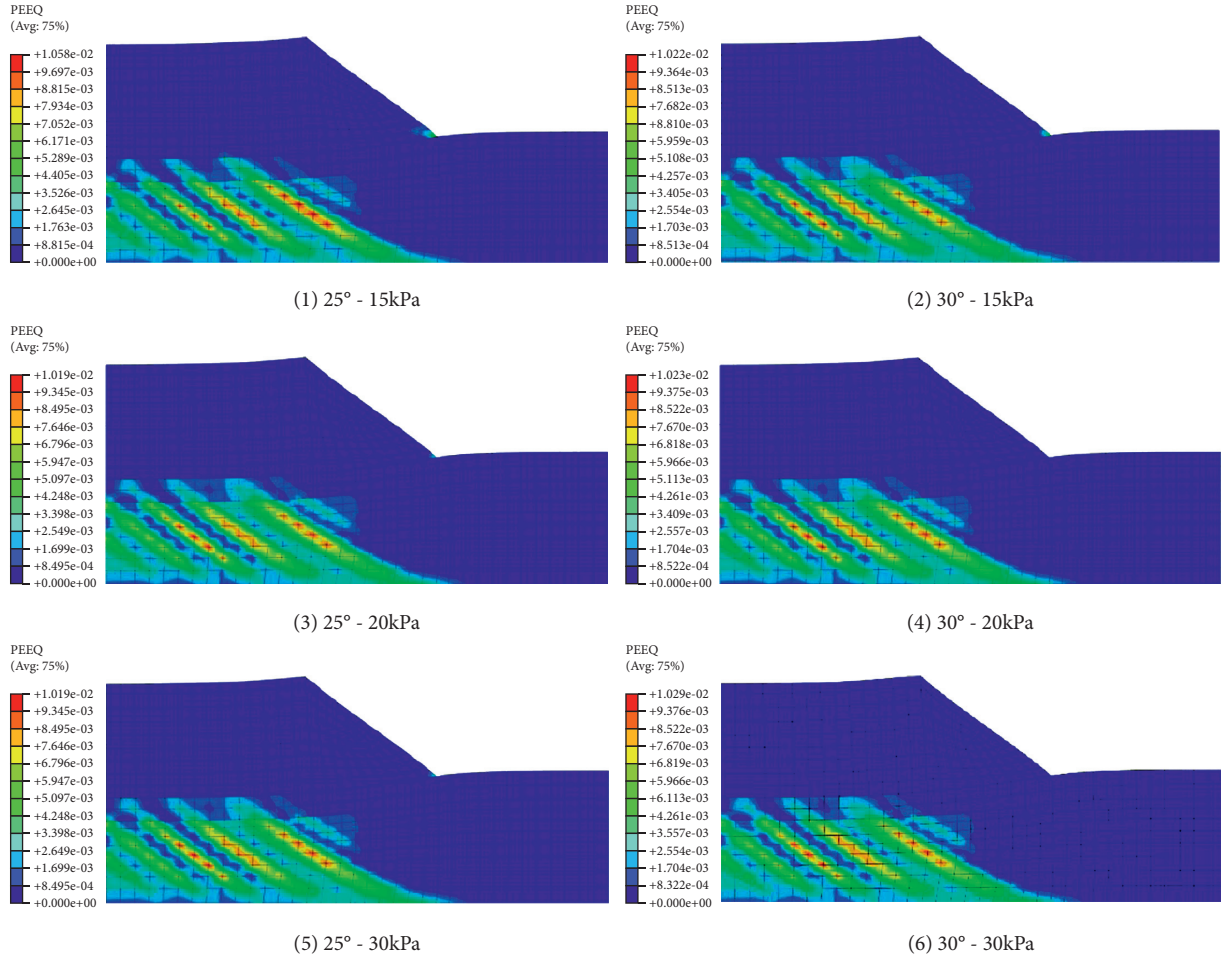 PEEQ
(Avg: 75%)
+1.058e-02
+9.697e-03
+8.815e-03
+7.934e-03
+7.052e-03
+6.171e-03
+5.289e-03
+4.405e-03
+3.526e-03
+2.645e-03
+1.763e-03
+8.815e-04
+0.000e+00
(1) 25° - 15kPa
PEEQ
(Avg: 75%)
+1.022e-02
+9.364e-03
+8.513e-03
+7.682e-03
+8.810e-03
+5.959e-03
+5.108e-03
+4.257e-03
+3.405e-03
+2.554e-03
+1.703e-03
+8.513e-04
+0.000e+00
(2) 30° - 15kPa
PEEQ
(Avg: 75%)
+1.019e-02
+9.345e-03
+8.495e-03
+7.646e-03
+6.796e-03
+5.947e-03
+5.097e-03
+4.248e-03
+3.398e-03
+2.549e-03
+1.699e-03
+8.495e-04
+0.000e+00
(3) 25° - 20kPa
PEEQ
(Avg: 75%)
+1.023e-02
+9.375e-03
+8.522e-03
+7.670e-03
+6.818e-03
+5.966e-03
+5.113e-03
+4.261e-03
+3.409e-03
+2.557e-03
+1.704e-03
+8.522e-04
+0.000e+00
(4) 30° - 20kPa
PEEQ
(Avg: 75%)
+1.019e-02
+9.345e-03
+8.495e-03
+7.646e-03
+6.796e-03
+5.947e-03
+5.097e-03
+4.248e-03
+3.398e-03
+2.549e-03
+1.699e-03
+8.495e-04
+0.000e+00
(5) 25° - 30kPa
PEEQ
(Avg: 75%)
+1.029e-02
+9.376e-03
+8.522e-03
+7.670e-03
+6.819e-03
+5.966e-03
+6.113e-03
+4.261e-03
+3.557e-03
+2.554e-03
+1.704e-03
+8.322e-04
+0.000e+00
(6) 30° - 30kPa